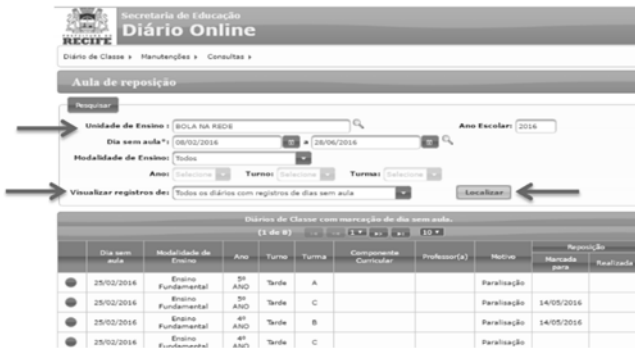 Secretaria de Educação
Diário Online
PREFEITURA DO
RECIFE
Diário de Classe Manutenções Consultas
Aula de reposição
Pesquisar
Unidade de Ensino : BOLA NA REDE Ano Escolar: 2016
Dia sem aula*: 08/02/2016 a 28/06/2016
Modalidade de Ensino: Todos
Ano: Selecione Turno: Selecione Turma: Selecione
Visualizar registros de: Todos os diários com registros de dias sem aula Localizar
Diários de Classe com marcação de dia sem aula.
(1 de 8) 1 10
Dia sem aula Modalidade de Ensino Ano Turno Turma Componente Curricular Professor(a) Motivo Reposição Marcada para Realizada
25/02/2016 Ensino Fundamental 5º ANO Tarde A Paralisação
25/02/2016 Ensino Fundamental 5º ANO Tarde C Paralisação 14/05/2016
25/02/2016 Ensino Fundamental 4º ANO Tarde B Paralisação 14/05/2016
25/02/2016 Ensino Fundamental 4º ANO Tarde C Paralisação